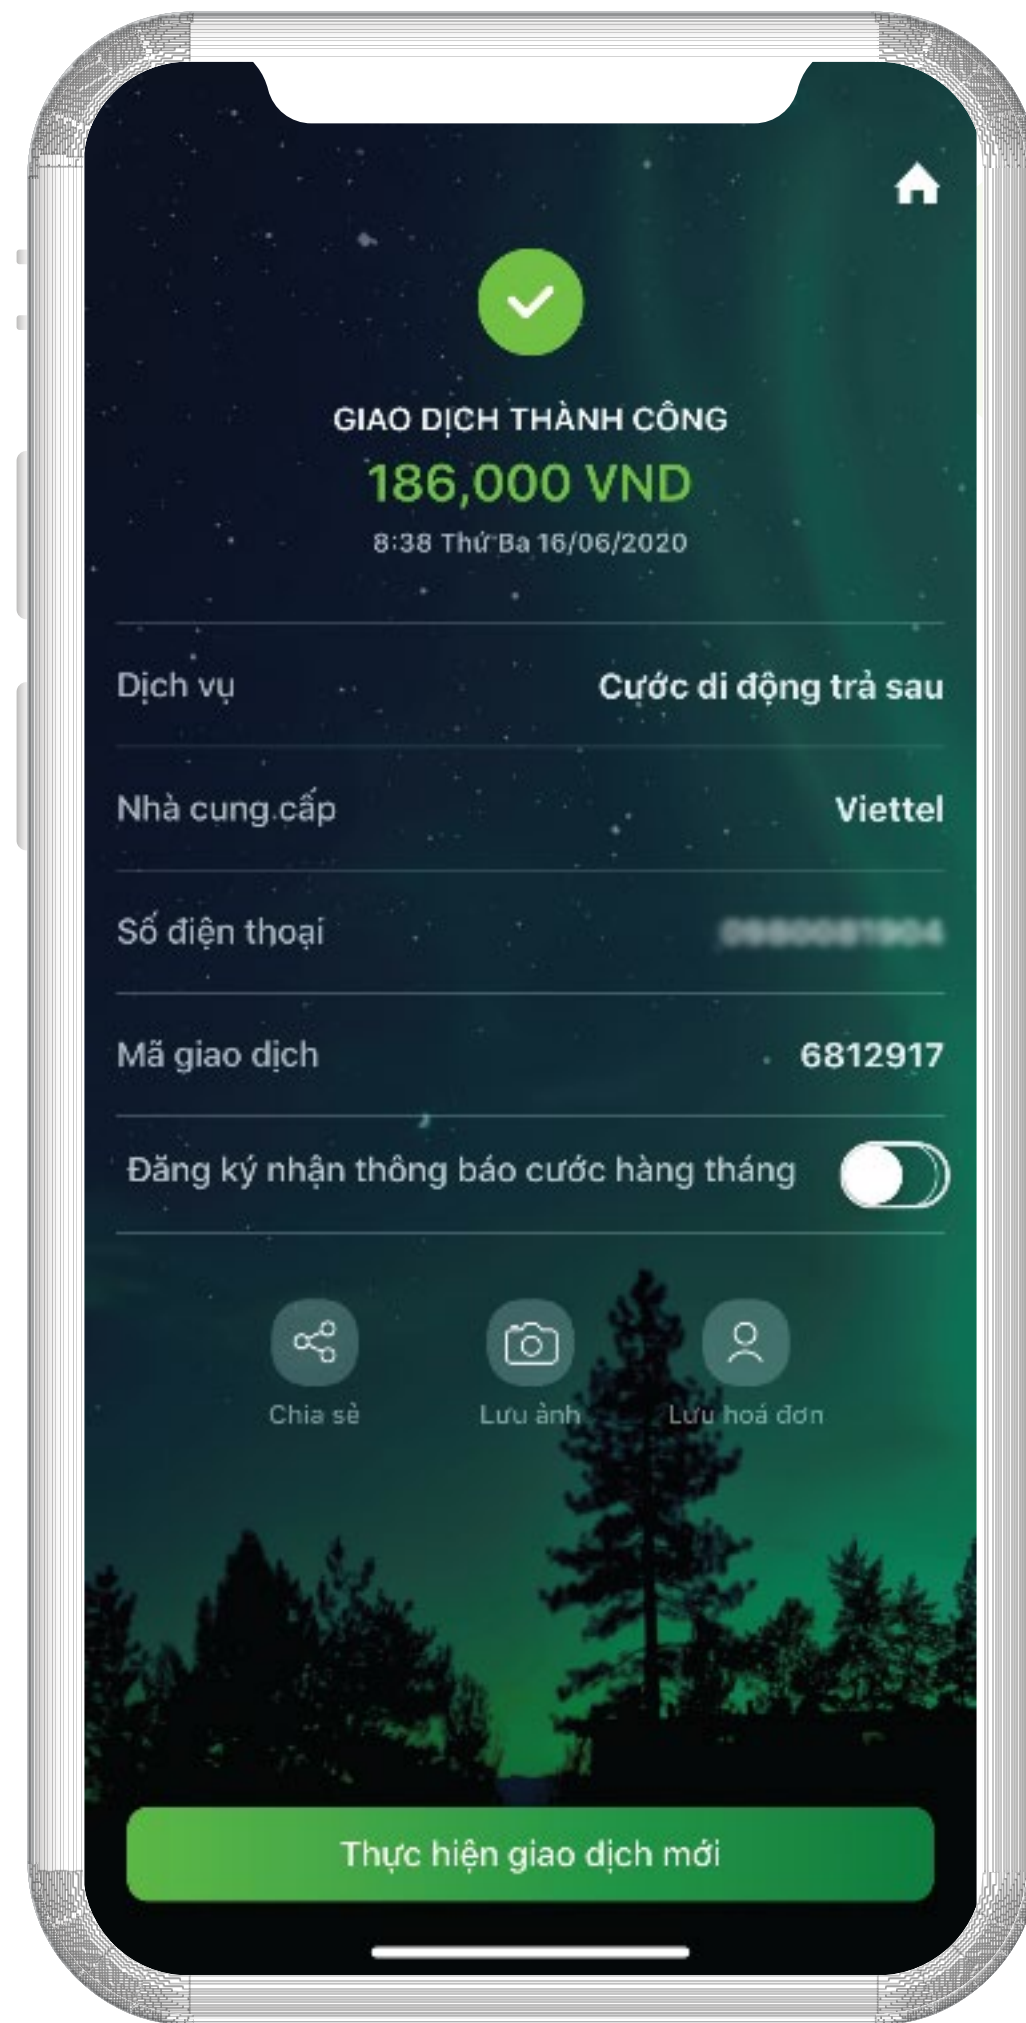 GIAO DỊCH THÀNH CÔNG
186,000 VND
8:38 Thứ Ba 16/06/2020
Dịch vụ Cước di động trả sau
Nhà cung cấp Viettel
Số điện thoại
Mã giao dịch 6812917
Đăng ký nhận thông báo cước hàng tháng
Chia sẻ Lưu ảnh Lưu hoá đơn
Thực hiện giao dịch mới